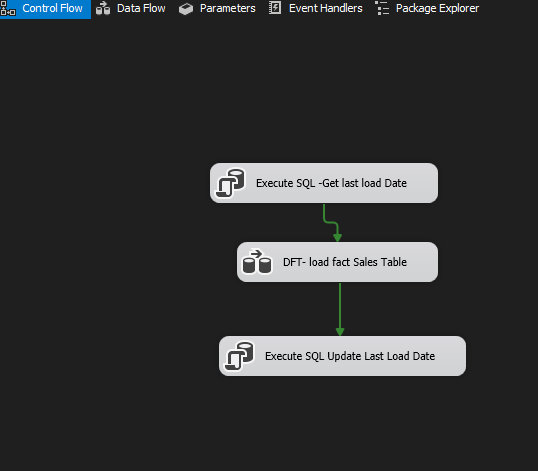 Control Flow Data Flow Parameters Event Handlers Package Explorer
Execute SQL -Get last load Date
DFT- load fact Sales Table
Execute SQL Update Last Load Date